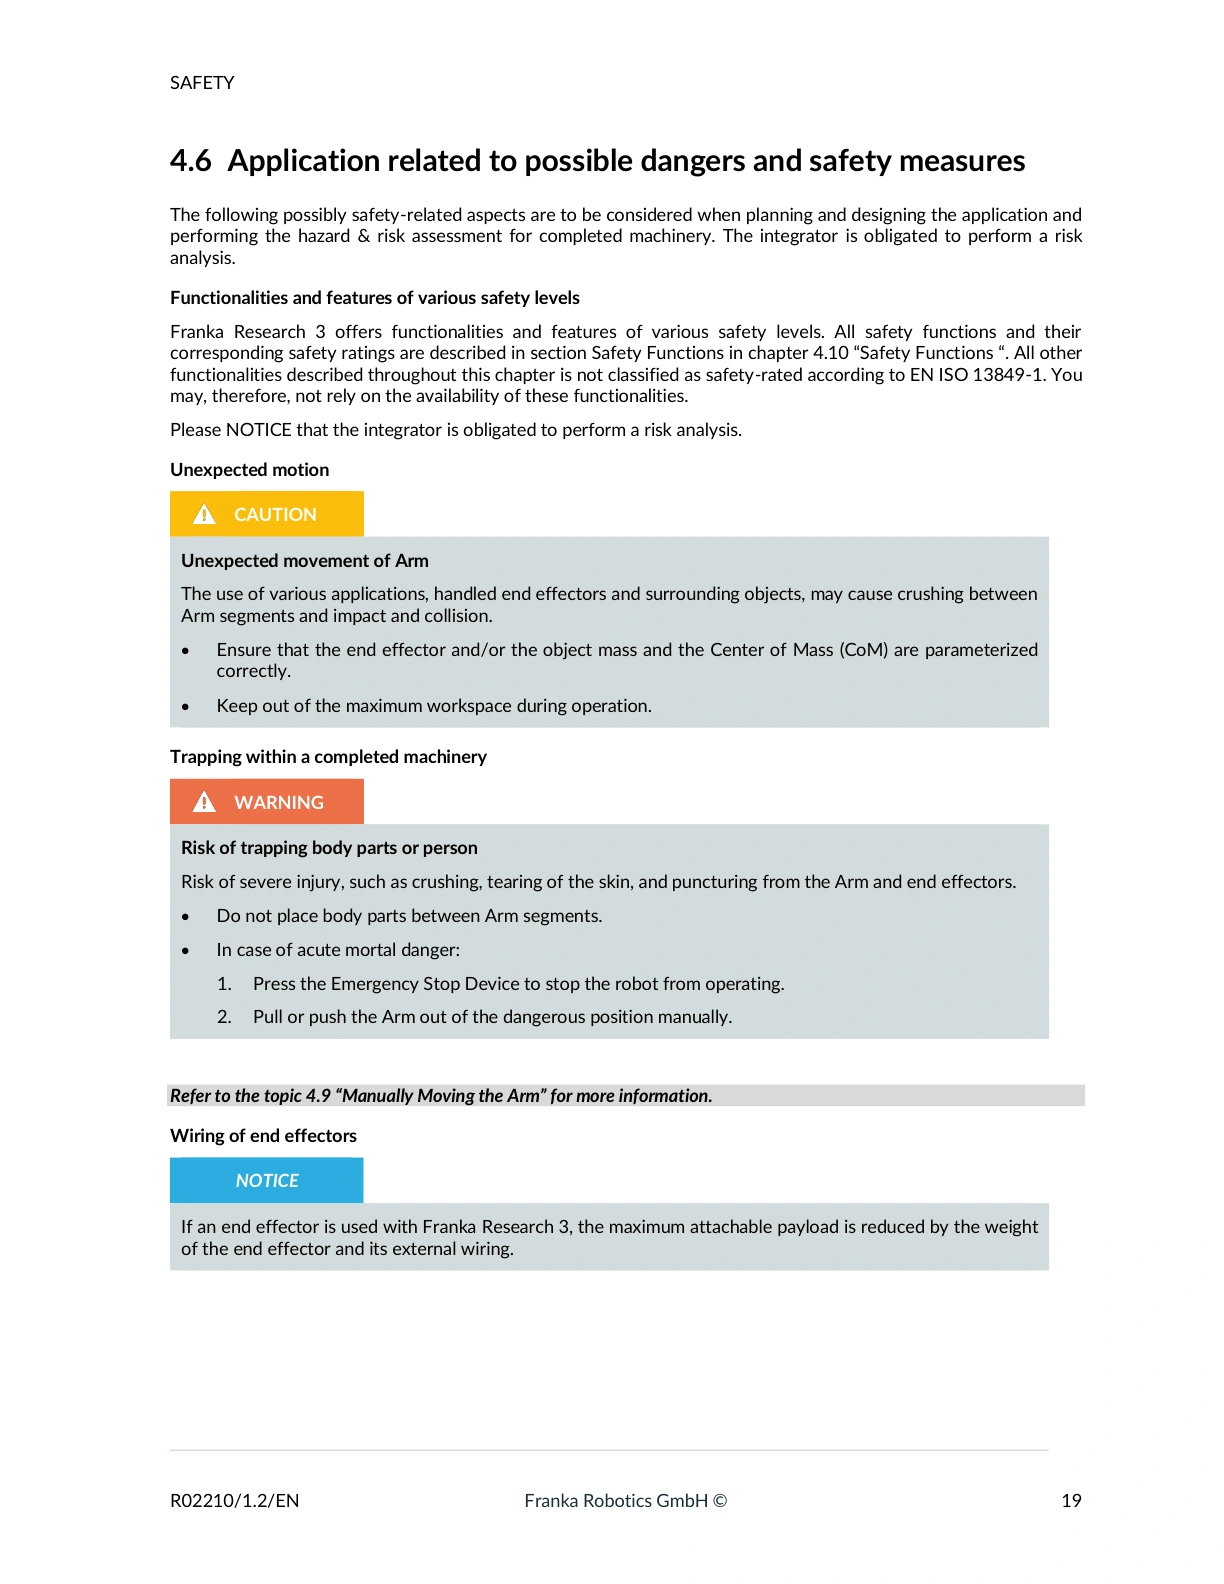 SAFETY
4.6 Application related to possible dangers and safety measures
The following possibly safety-related aspects are to be considered when planning and designing the application and
performing the hazard & risk assessment for completed machinery. The integrator is obligated to perform a risk
analysis.
Functionalities and features of various safety levels
Franka Research 3 offers functionalities and features of various safety levels. All safety functions and their
corresponding safety ratings are described in section Safety Functions in chapter 4.10 “Safety Functions “. All other
functionalities described throughout this chapter is not classified as safety-rated according to EN ISO 13849-1. You
may, therefore, not rely on the availability of these functionalities.
Please NOTICE that the integrator is obligated to perform a risk analysis.
Unexpected motion
CAUTION
Unexpected movement of Arm
The use of various applications, handled end effectors and surrounding objects, may cause crushing between
Arm segments and impact and collision.
• Ensure that the end effector and/or the object mass and the Center of Mass (CoM) are parameterized
correctly.
• Keep out of the maximum workspace during operation.
Trapping within a completed machinery
WARNING
Risk of trapping body parts or person
Risk of severe injury, such as crushing, tearing of the skin, and puncturing from the Arm and end effectors.
• Do not place body parts between Arm segments.
• In case of acute mortal danger:
1. Press the Emergency Stop Device to stop the robot from operating.
2. Pull or push the Arm out of the dangerous position manually.
Refer to the topic 4.9 “Manually Moving the Arm” for more information.
Wiring of end effectors
NOTICE
If an end effector is used with Franka Research 3, the maximum attachable payload is reduced by the weight
of the end effector and its external wiring.
R02210/1.2/EN
Franka Robotics GmbH ©
19